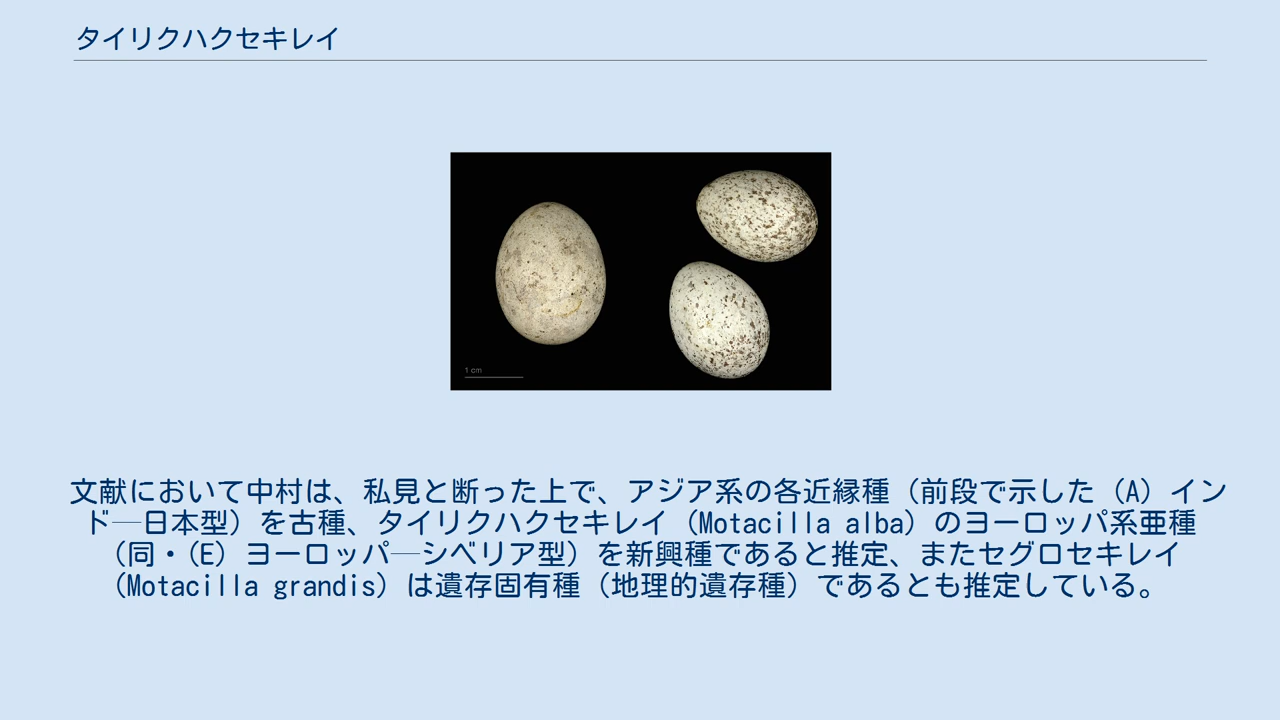 タイリクハクセキレイ
1 cm
文献において中村は、私見と断った上で、アジア系の各近縁種（前段で示した（A）イン
ド―日本型）を古種、タイリクハクセキレイ（Motacilla alba）のヨーロッパ系亜種
（同・（E）ヨーロッパ―シベリア型）を新興種であると推定、またセグロセキレイ
（Motacilla grandis）は遺存固有種（地理的遺存種）であるとも推定している。